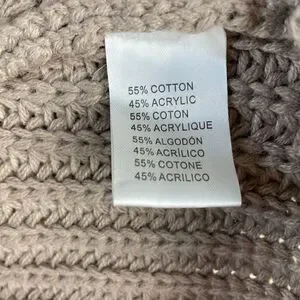 55% COTTON
45% ACRYLIC
55% COTON
45% ACRYLIQUE
55% ALGODÓN
45% ACRÍLICO
55% COTONE
45% ACRILICO